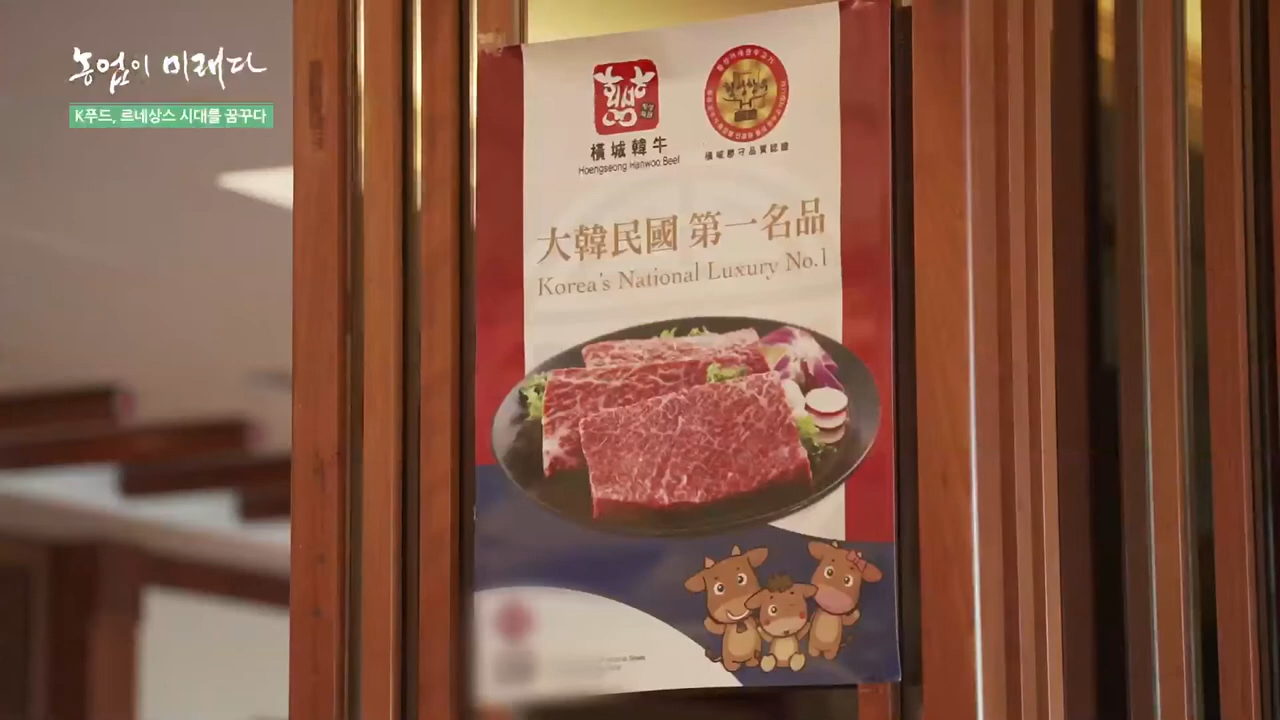 농업이 미래다
K푸드, 르네상스 시대를 꿈꾸다
횡성
橫城韓牛
Hoengseong Hanwoo Beef
橫城郡守品質認證
大韓民國 第一名品
Korea's National Luxury No.1